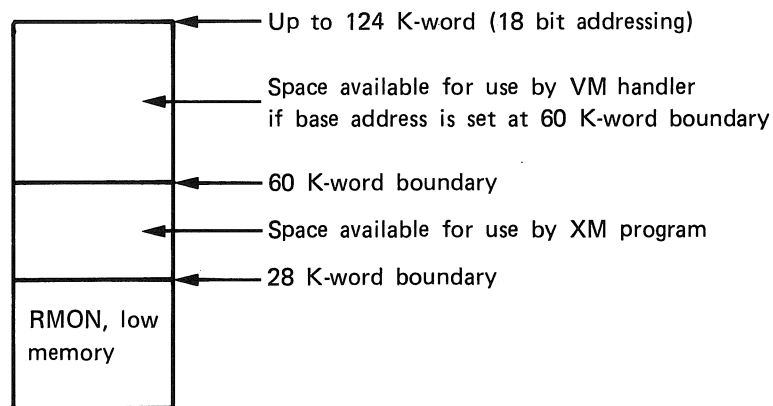 Up to 124 K-word (18 bit addressing)
Space available for use by VM handler
if base address is set at 60 K-word boundary
60 K-word boundary
Space available for use by XM program
28 K-word boundary
RMON, low
memory